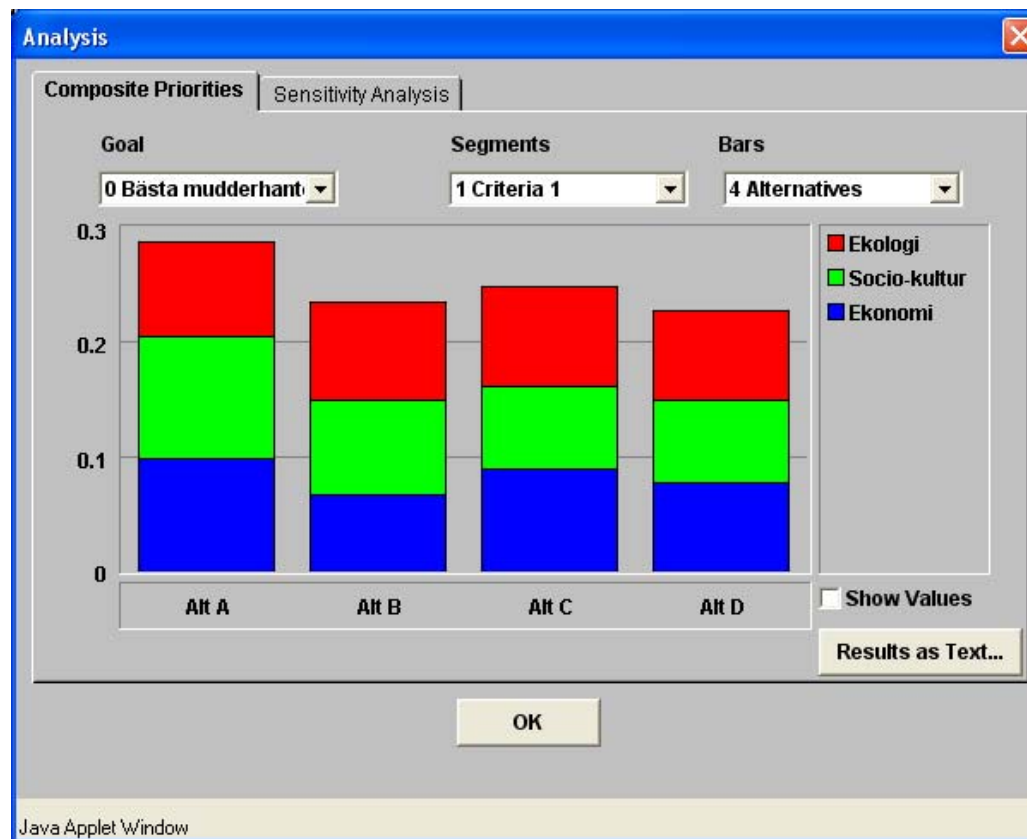 Analysis
Composite Priorities
Sensitivity Analysis
Goal
Segments
Bars
0 Bästa mudderhant
1 Criteria 1
4 Alternatives
0.3
0.2
0.1
0
Ekologi
Socio-kultur
Ekonomi
Alt A
Alt B
Alt C
Alt D
Show Values
Results as Text...
OK
Java Applet Window